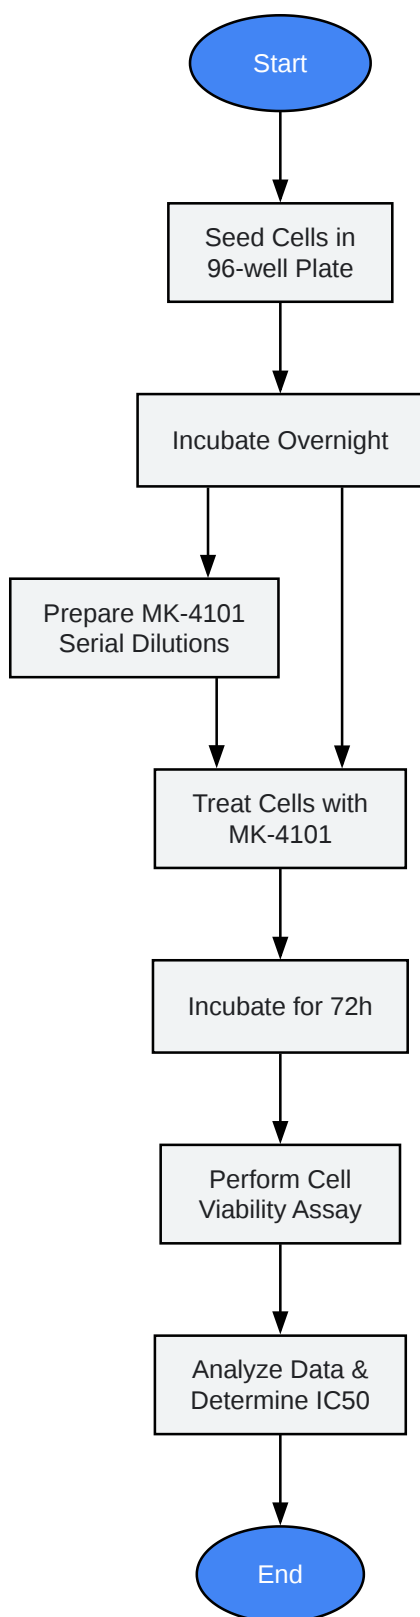 Start
Seed Cells in
96-well Plate
Incubate Overnight
Prepare MK-4101
Serial Dilutions
Treat Cells with
MK-4101
Incubate for 72h
Perform Cell
Viability Assay
Analyze Data &
Determine IC50
End